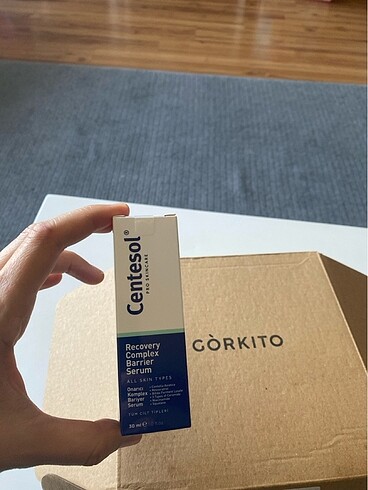 Centesol®
PRO SKINCARE
Recovery
Complex
Barrier
Serum
ALL SKIN TYPES
Onarıcı
Kompleks
Bariyer
Serum
TÜM CİLT TİPLERİ
30 ml
GÒRKITO